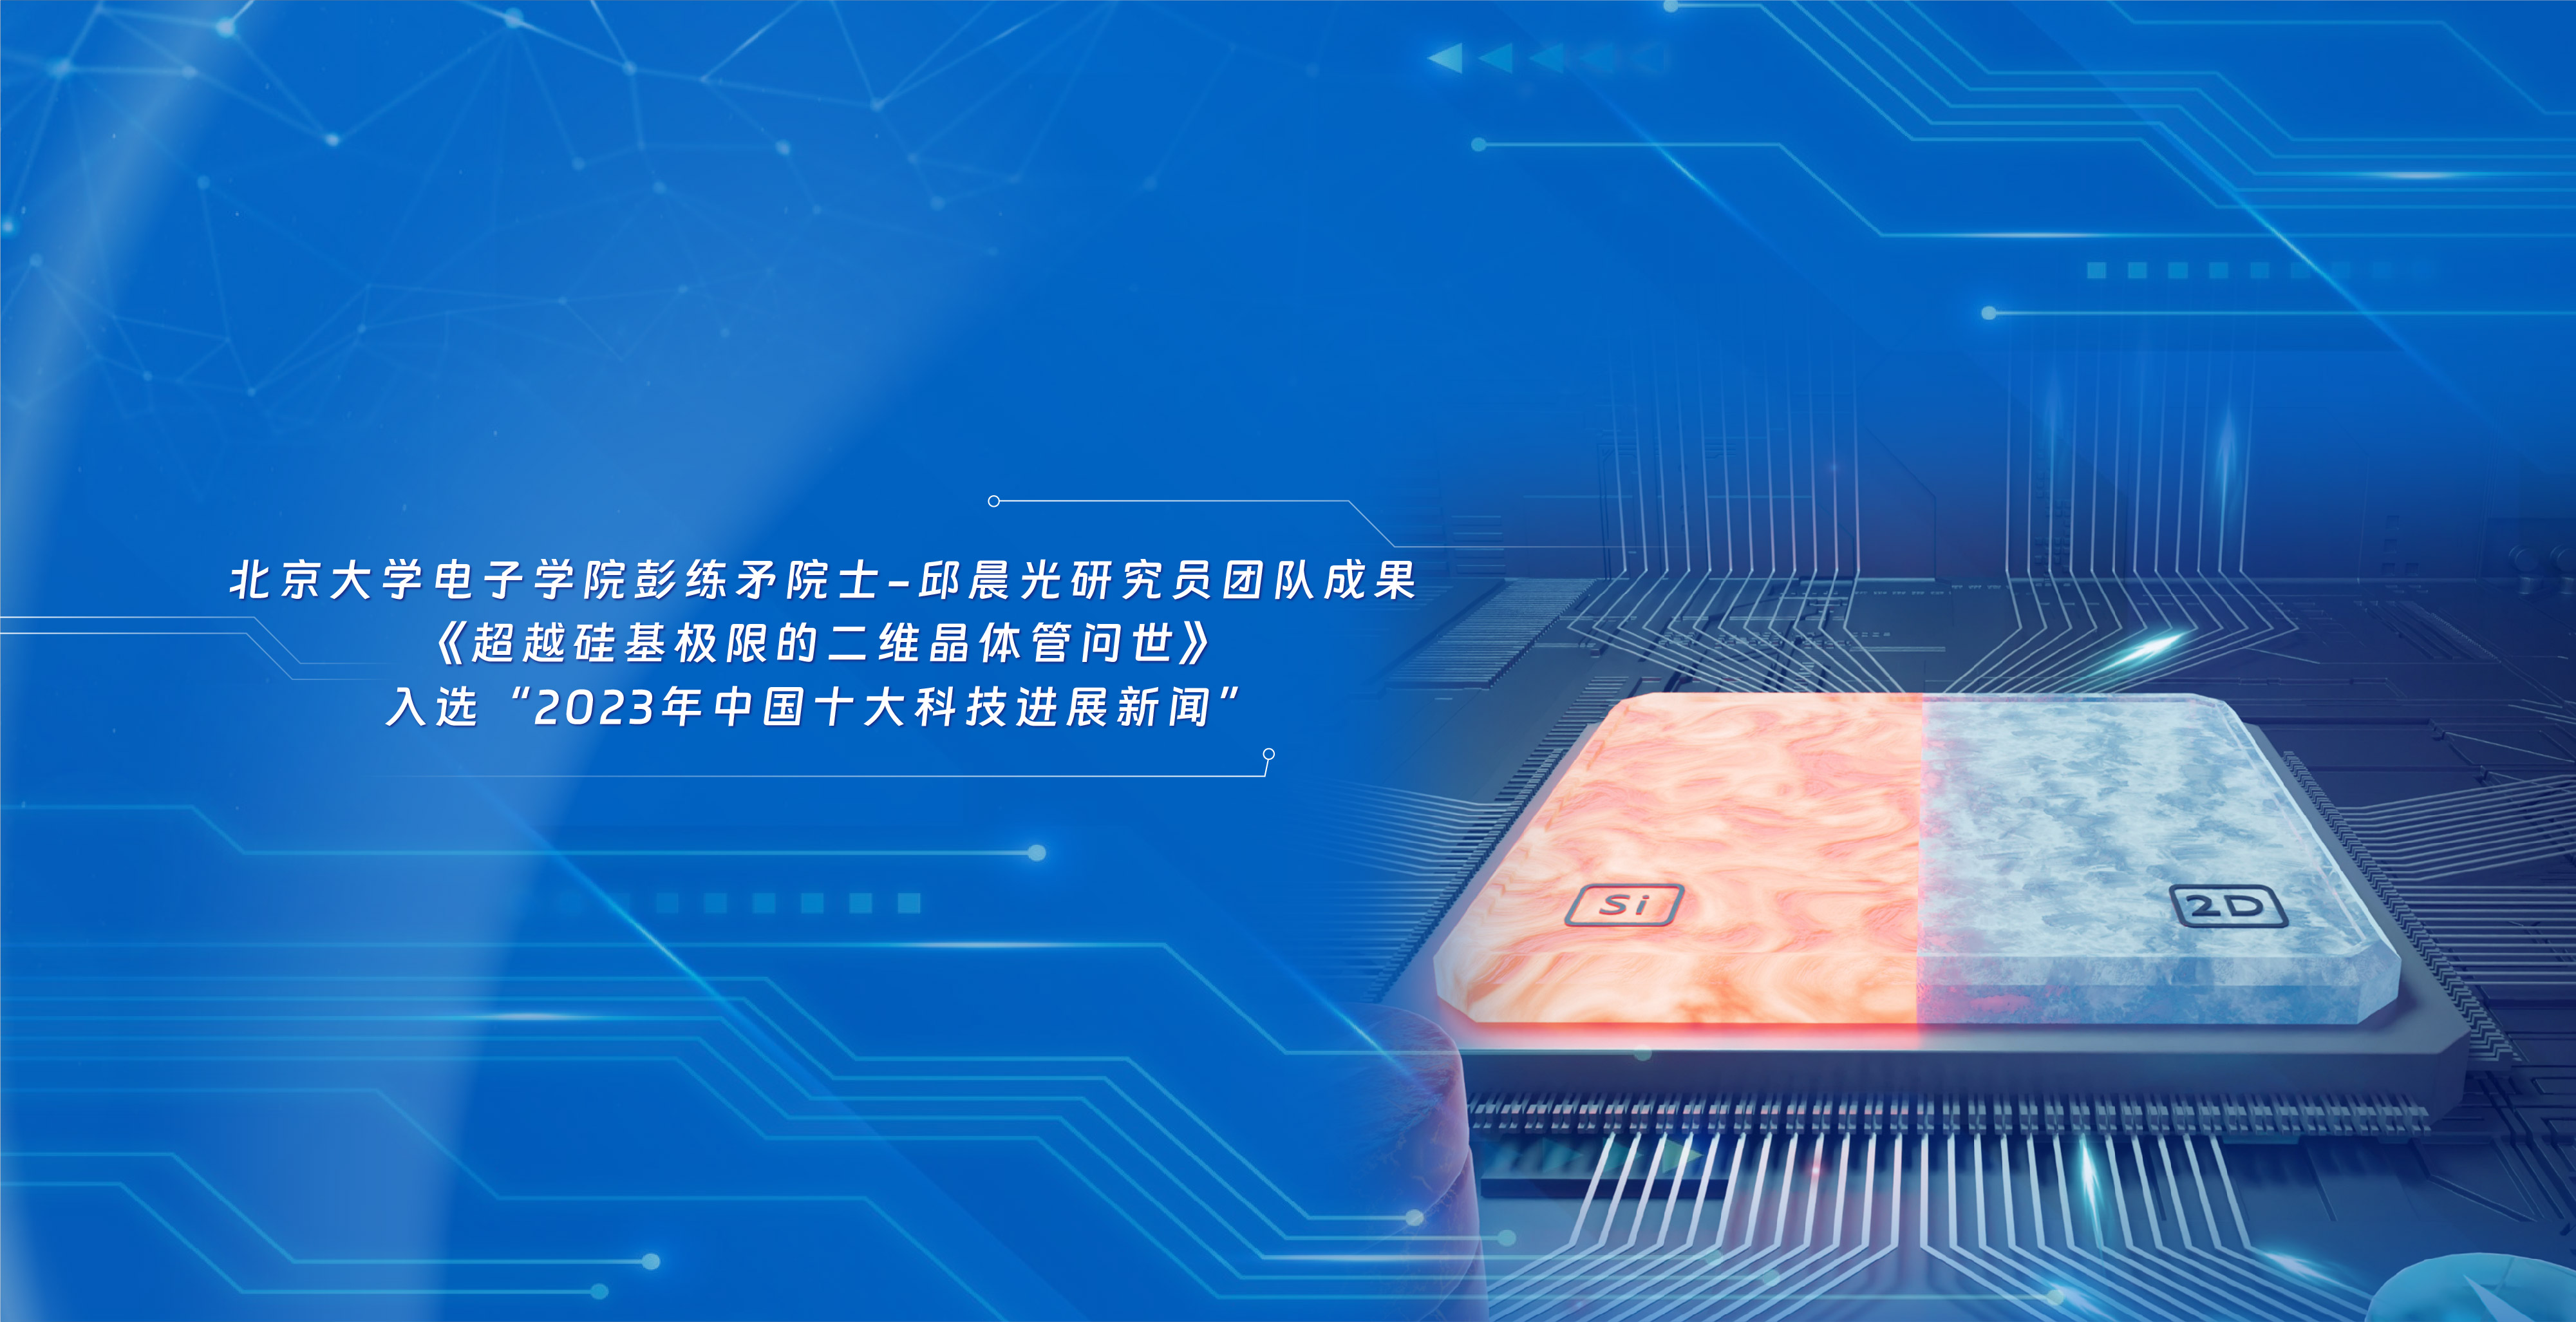 北京大学电子学院彭练矛院士-邱晨光研究员团队成果
《超越硅基极限的二维晶体管问世》
入选“2023年中国十大科技进展新闻”
Si
2D